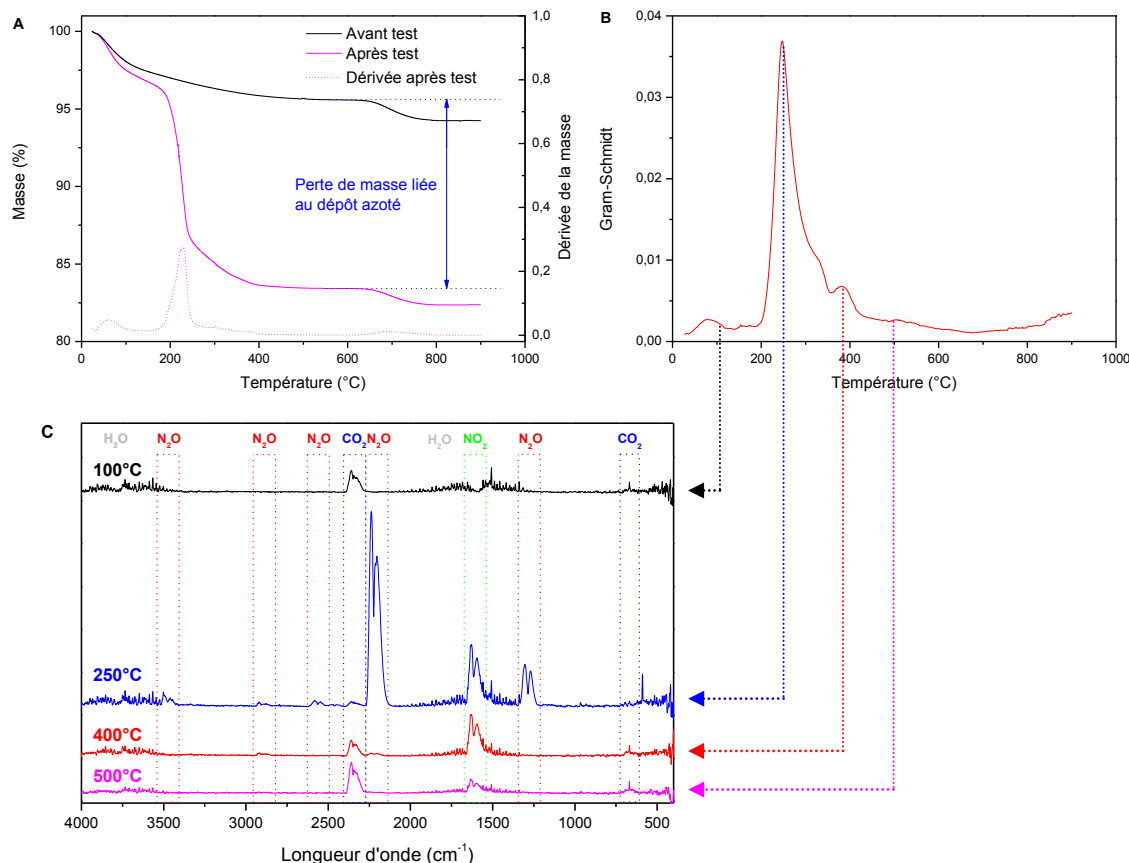 A
Avant test
Après test
Dérivée après test
Perte de masse liée
au dépôt azoté
Masse (%)
100
95
90
85
80
Dérivée de la masse
1,0
0,8
0,6
0,4
0,2
0,0
0 200 400 600 800 1000
Température (°C)
B
Gram-Schmidt
0,04
0,03
0,02
0,01
0,00
0 200 400 600 800 1000
Température (°C)
C
H₂O N₂O N₂O N₂O CO₂ N₂O H₂O NO₂ N₂O CO₂
100°C
250°C
400°C
500°C
4000 3500 3000 2500 2000 1500 1000 500
Longueur d'onde (cm⁻¹)